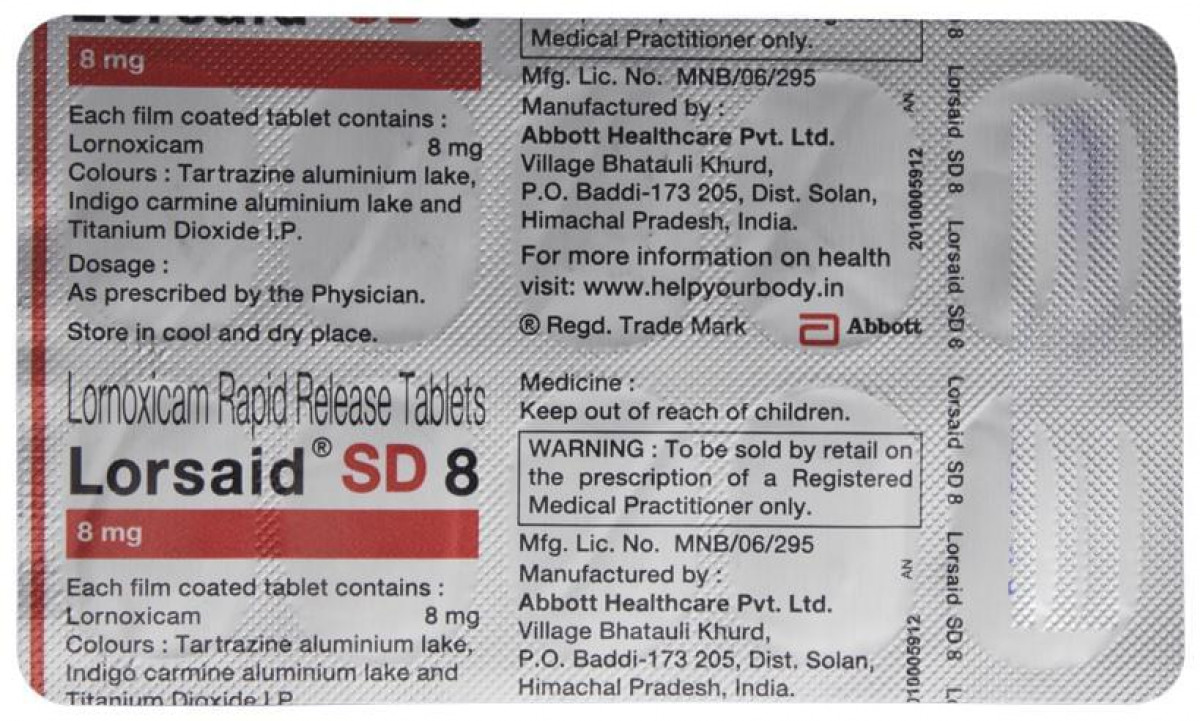 Lorsaid SD 8
8 mg
Each film coated tablet contains :
Lornoxicam 8 mg
Colours : Tartrazine aluminium lake,
Indigo carmine aluminium lake and
Titanium Dioxide I.P.
Dosage :
As prescribed by the Physician.
Store in cool and dry place.
Lornoxicam Rapid Release Tablets
Lorsaid® SD 8
8 mg
Each film coated tablet contains :
Lornoxicam 8 mg
Colours : Tartrazine aluminium lake,
Indigo carmine aluminium lake and
Titanium Dioxide I.P.
Medical Practitioner only.
Mfg. Lic. No. MNB/06/295
Manufactured by :
Abbott Healthcare Pvt. Ltd.
Village Bhatauli Khurd,
P.O. Baddi-173 205, Dist. Solan,
Himachal Pradesh, India.
For more information on health
visit: www.helpyourbody.in
® Regd. Trade Mark
Abbott
Medicine :
Keep out of reach of children.
WARNING : To be sold by retail on
the prescription of a Registered
Medical Practitioner only.
Mfg. Lic. No. MNB/06/295
Manufactured by :
Abbott Healthcare Pvt. Ltd.
Village Bhatauli Khurd,
P.O. Baddi-173 205, Dist. Solan,
Himachal Pradesh, India.
AN
2010005912
AN
10005912
8 Lorsaid SD 8 Lorsaid SD 8 Lorsaid SD 8 Lorsaid SD 8 L